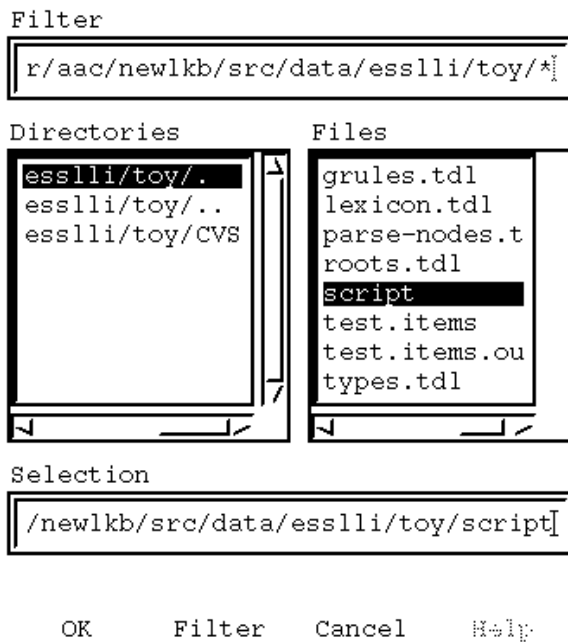 Filter
r/aac/newlkb/src/data/esslli/toy/*
Directories
Files
esslli/toy/.
esslli/toy/..
esslli/toy/CVS
grules.tdl
lexicon.tdl
parse-nodes.t
roots.tdl
script
test.items
test.items.ou
types.tdl
Selection
/newlkb/src/data/esslli/toy/script
OK Filter Cancel Help